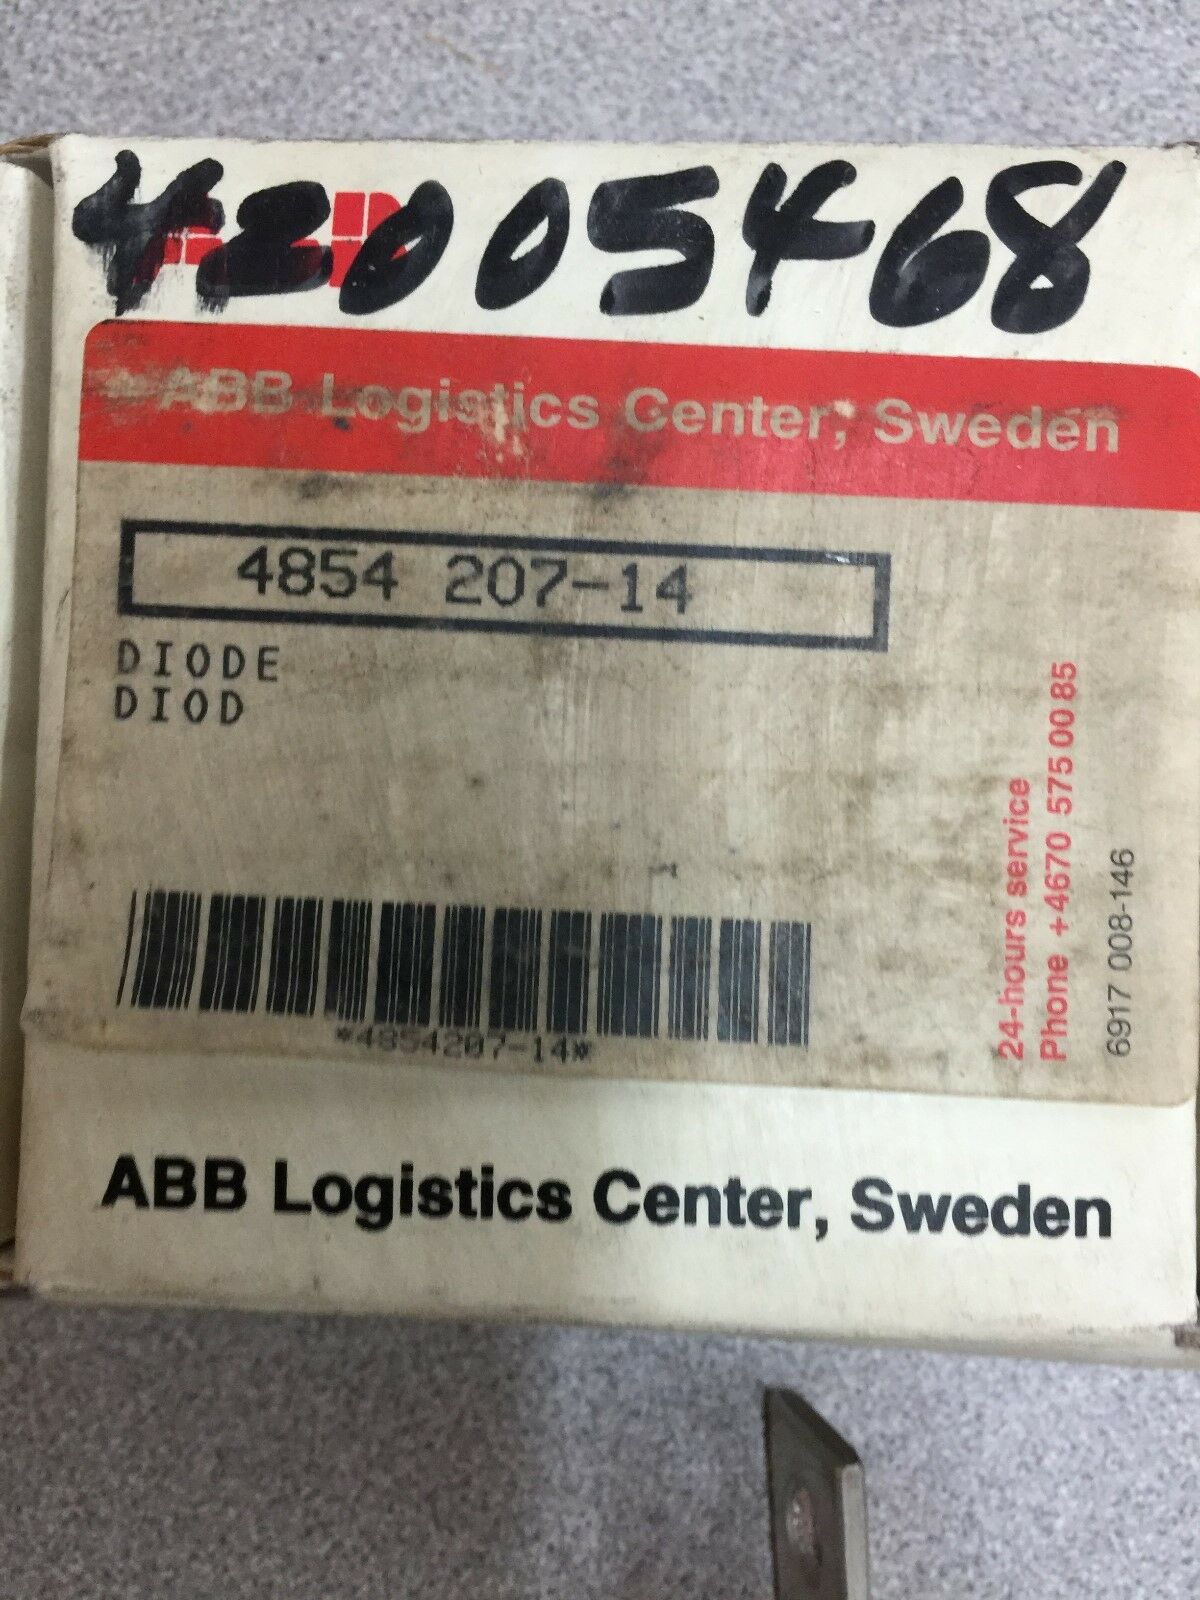 42005468
ABB Logistics Center, Sweden
4854 207-14
DIODE
DIOD
*4854207-14*
24-hours service
Phone +4670 575 00 85
6917 008-146
ABB Logistics Center, Sweden